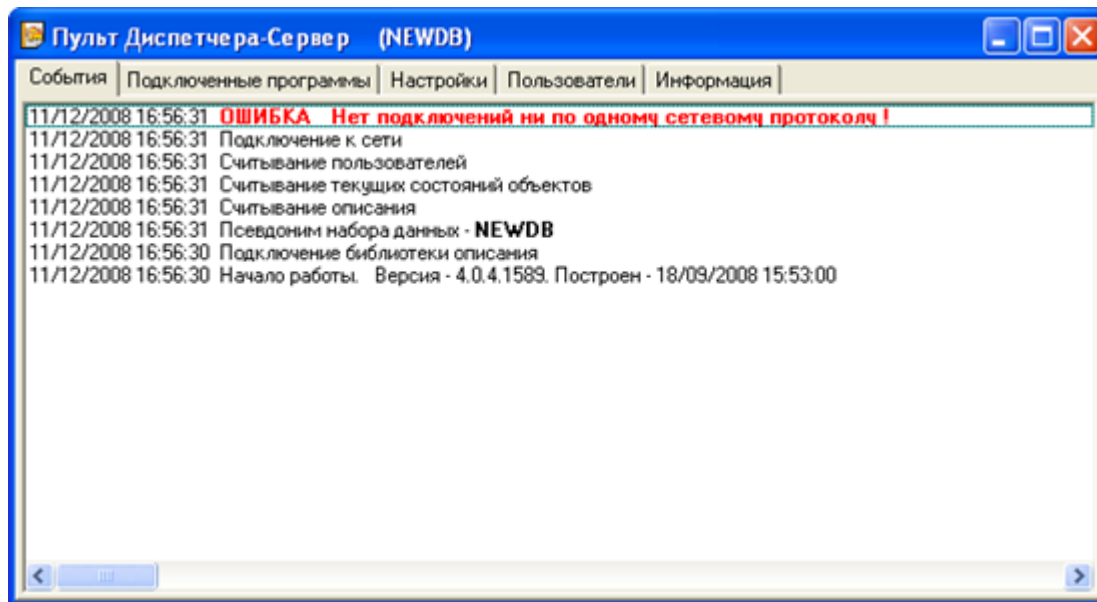 Пульт Диспетчера-Сервер (NEWDB)
События Подключенные программы Настройки Пользователи Информация
11/12/2008 16:56:31 ОШИБКА Нет подключений ни по одному сетевому протоколу !
11/12/2008 16:56:31 Подключение к сети
11/12/2008 16:56:31 Считывание пользователей
11/12/2008 16:56:31 Считывание текущих состояний объектов
11/12/2008 16:56:31 Считывание описания
11/12/2008 16:56:31 Псевдоним набора данных - NEWDB
11/12/2008 16:56:30 Подключение библиотеки описания
11/12/2008 16:56:30 Начало работы. Версия - 4.0.4.1589. Построен - 18/09/2008 15:53:00